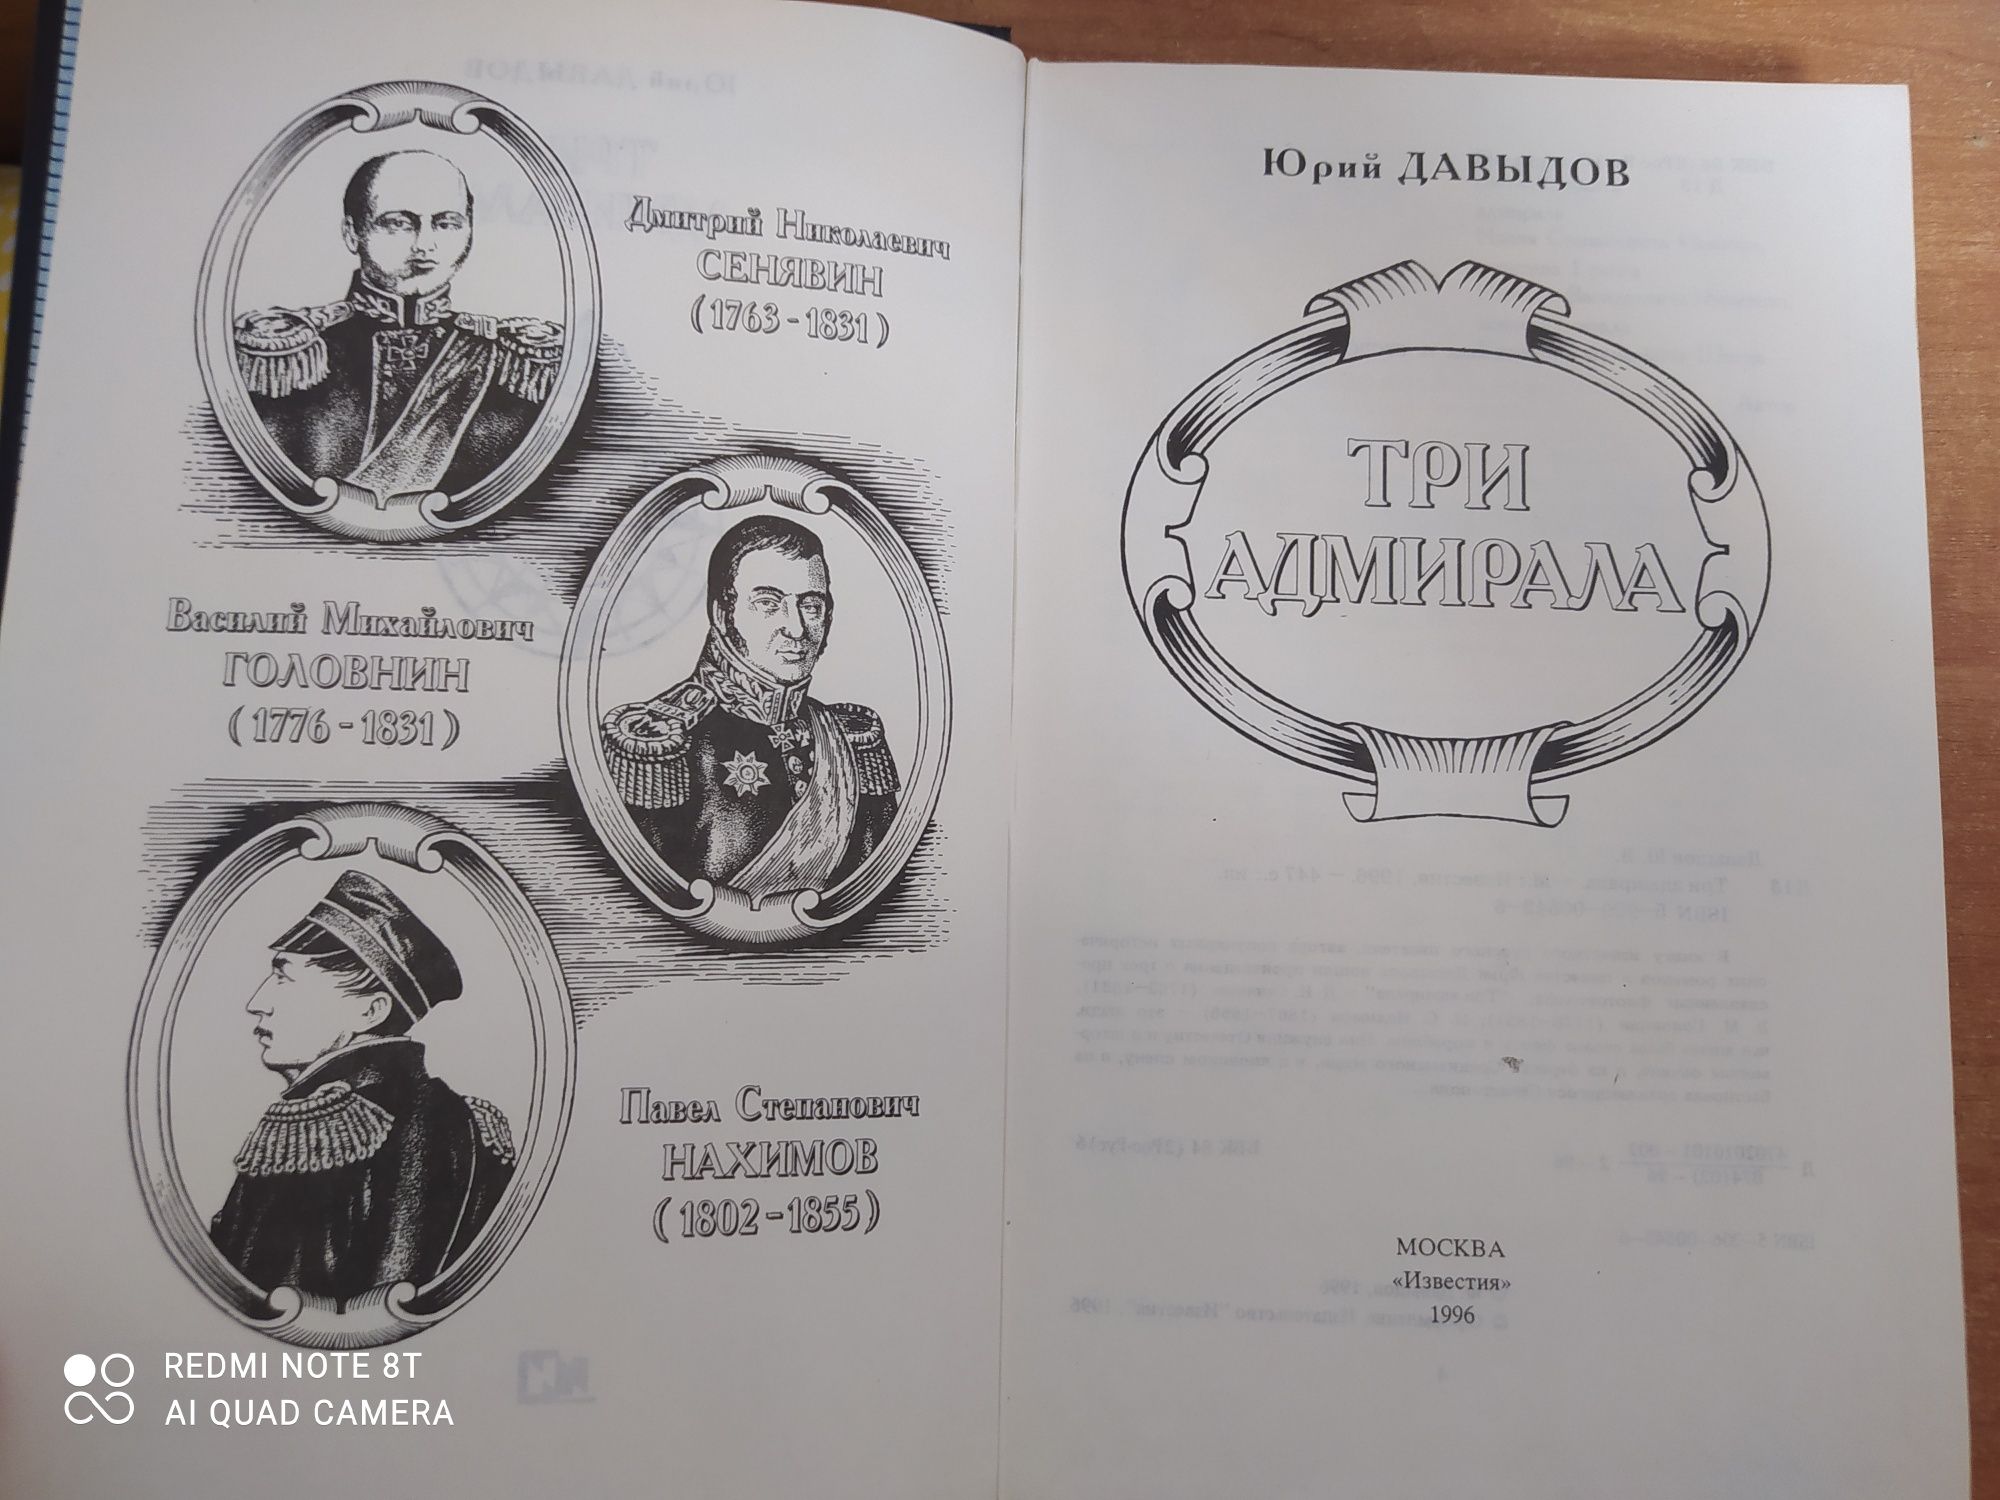 Дмитрий Николаевич
СЕНЯВИН
(1763-1831)
Василий Михайлович
ГОЛОВНИН
(1776-1831)
Павел Степанович
НАХИМОВ
(1802-1855)
Юрий ДАВЫДОВ
ТРИ
АДМИРАЛА
МОСКВА
«Известия»
1996
REDMI NOTE 8T
AI QUAD CAMERA